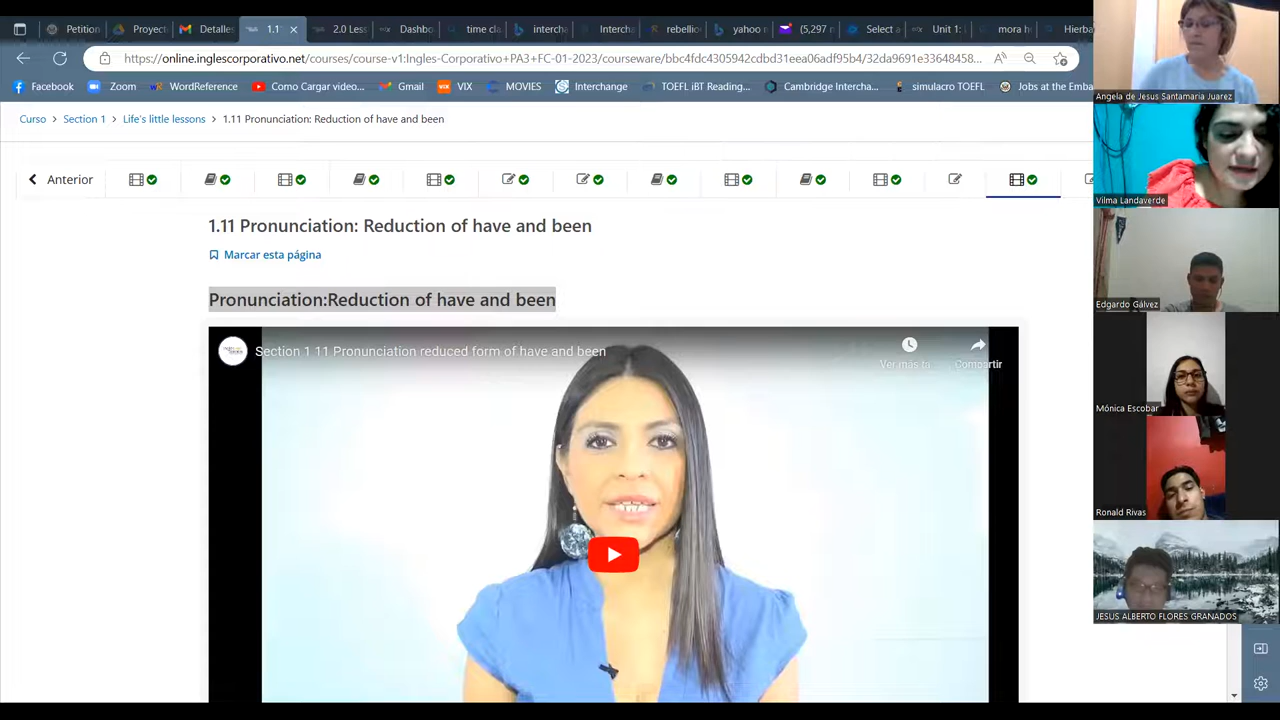 Petition
Proyect
Detalles
1.1
2.0 Less
Dashbo
time cla
interch
Interch
rebellio
yahoo n
(5,297
Select a
Unit 1:
mora h
Hierba
https://online.inglescorporativo.net/courses/course-v1:Ingles-Corporativo+PA3+FC-01-2023/courseware/bbc4fdc4305942cdbd31eea06adf95b4/32da9691e33648458...
Facebook
Zoom
WordReference
Como Cargar video...
Gmail
VIX
MOVIES
Interchange
TOEFL iBT Reading...
Cambridge Intercha...
simulacro TOEFL
Jobs at the Emba
Curso > Section 1 > Life's little lessons > 1.11 Pronunciation: Reduction of have and been
Anterior
1.11 Pronunciation: Reduction of have and been
Marcar esta página
Pronunciation:Reduction of have and been
Section 1 11 Pronunciation reduced form of have and been
Ver más ta...
Compartir
Angela de Jesus Santamaria Juarez
Vilma Landaverde
Edgardo Gálvez
Mónica Escobar
Ronald Rivas
JESUS ALBERTO FLORES GRANADOS